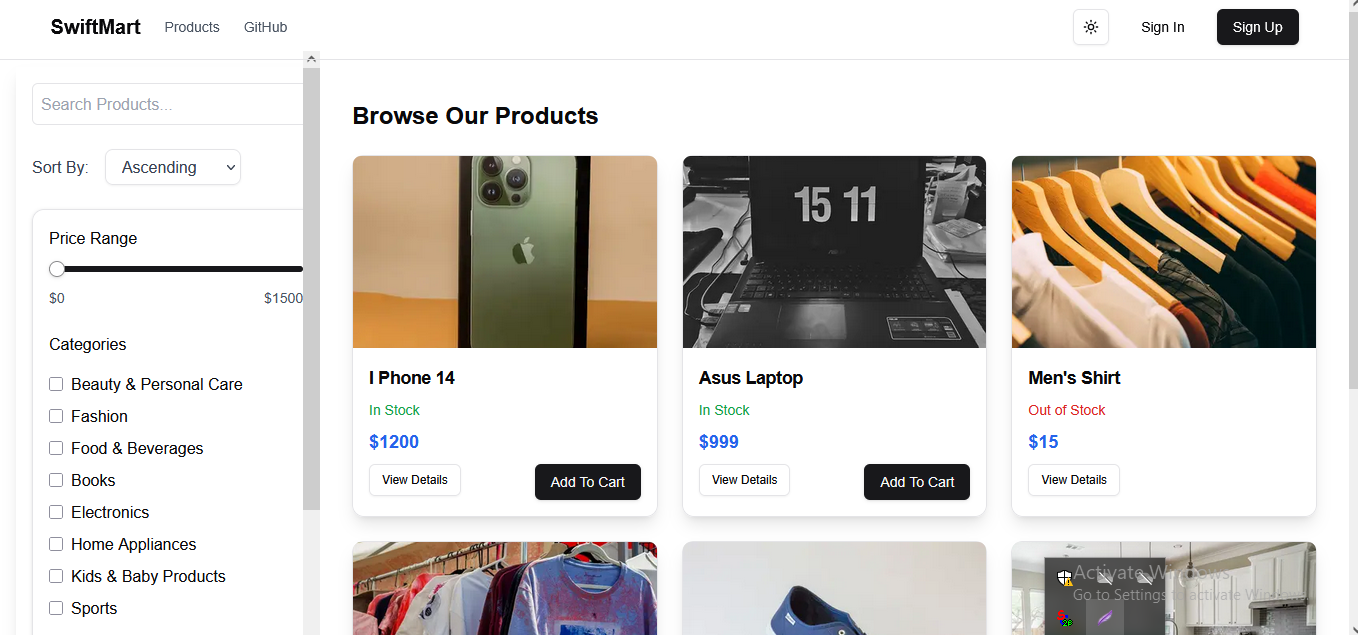 SwiftMart Products GitHub Sign In Sign Up
Search Products...
Sort By: Ascending
Price Range
$0 $1500
Categories
Beauty & Personal Care
Fashion
Food & Beverages
Books
Electronics
Home Appliances
Kids & Baby Products
Sports
Browse Our Products
15 11
I Phone 14
In Stock
$1200
View Details Add To Cart
Asus Laptop
In Stock
$999
View Details Add To Cart
Men's Shirt
Out of Stock
$15
View Details
Activate Windows
Go to Settings to activate Windows.